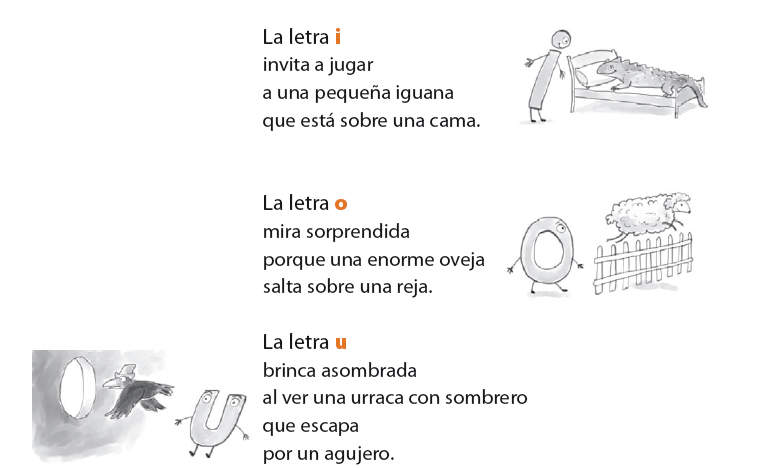 La letra i
invita a jugar
a una pequeña iguana
que está sobre una cama.
La letra o
mira sorprendida
porque una enorme oveja
salta sobre una reja.
La letra u
brinca asombrada
al ver una urraca con sombrero
que escapa
por un agujero.